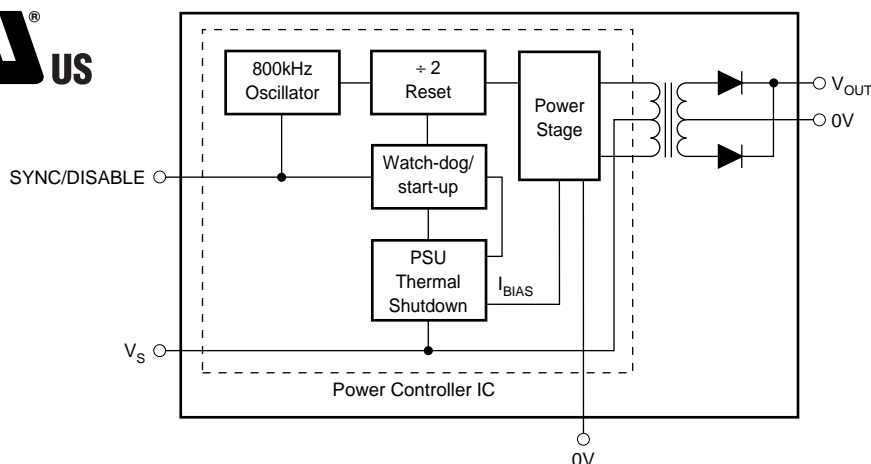 ®
US
800kHz
Oscillator
÷ 2
Reset
Power
Stage
V_OUT
0V
SYNC/DISABLE
Watch-dog/
start-up
PSU
Thermal
Shutdown
I_BIAS
V_S
Power Controller IC
0V